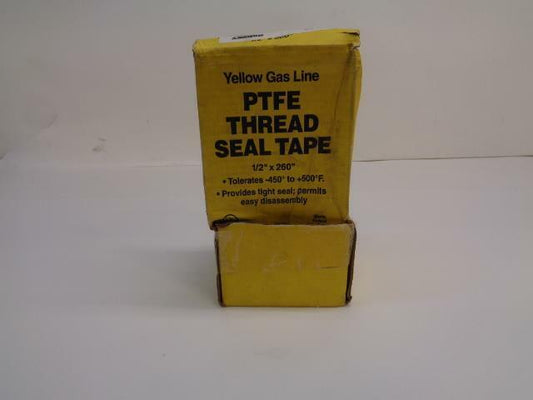 Yellow Gas Line
PTFE
THREAD
SEAL TAPE
1/2" x 260"
• Tolerates -450° to +500°F.
• Provides tight seal; permits
easy disassembly